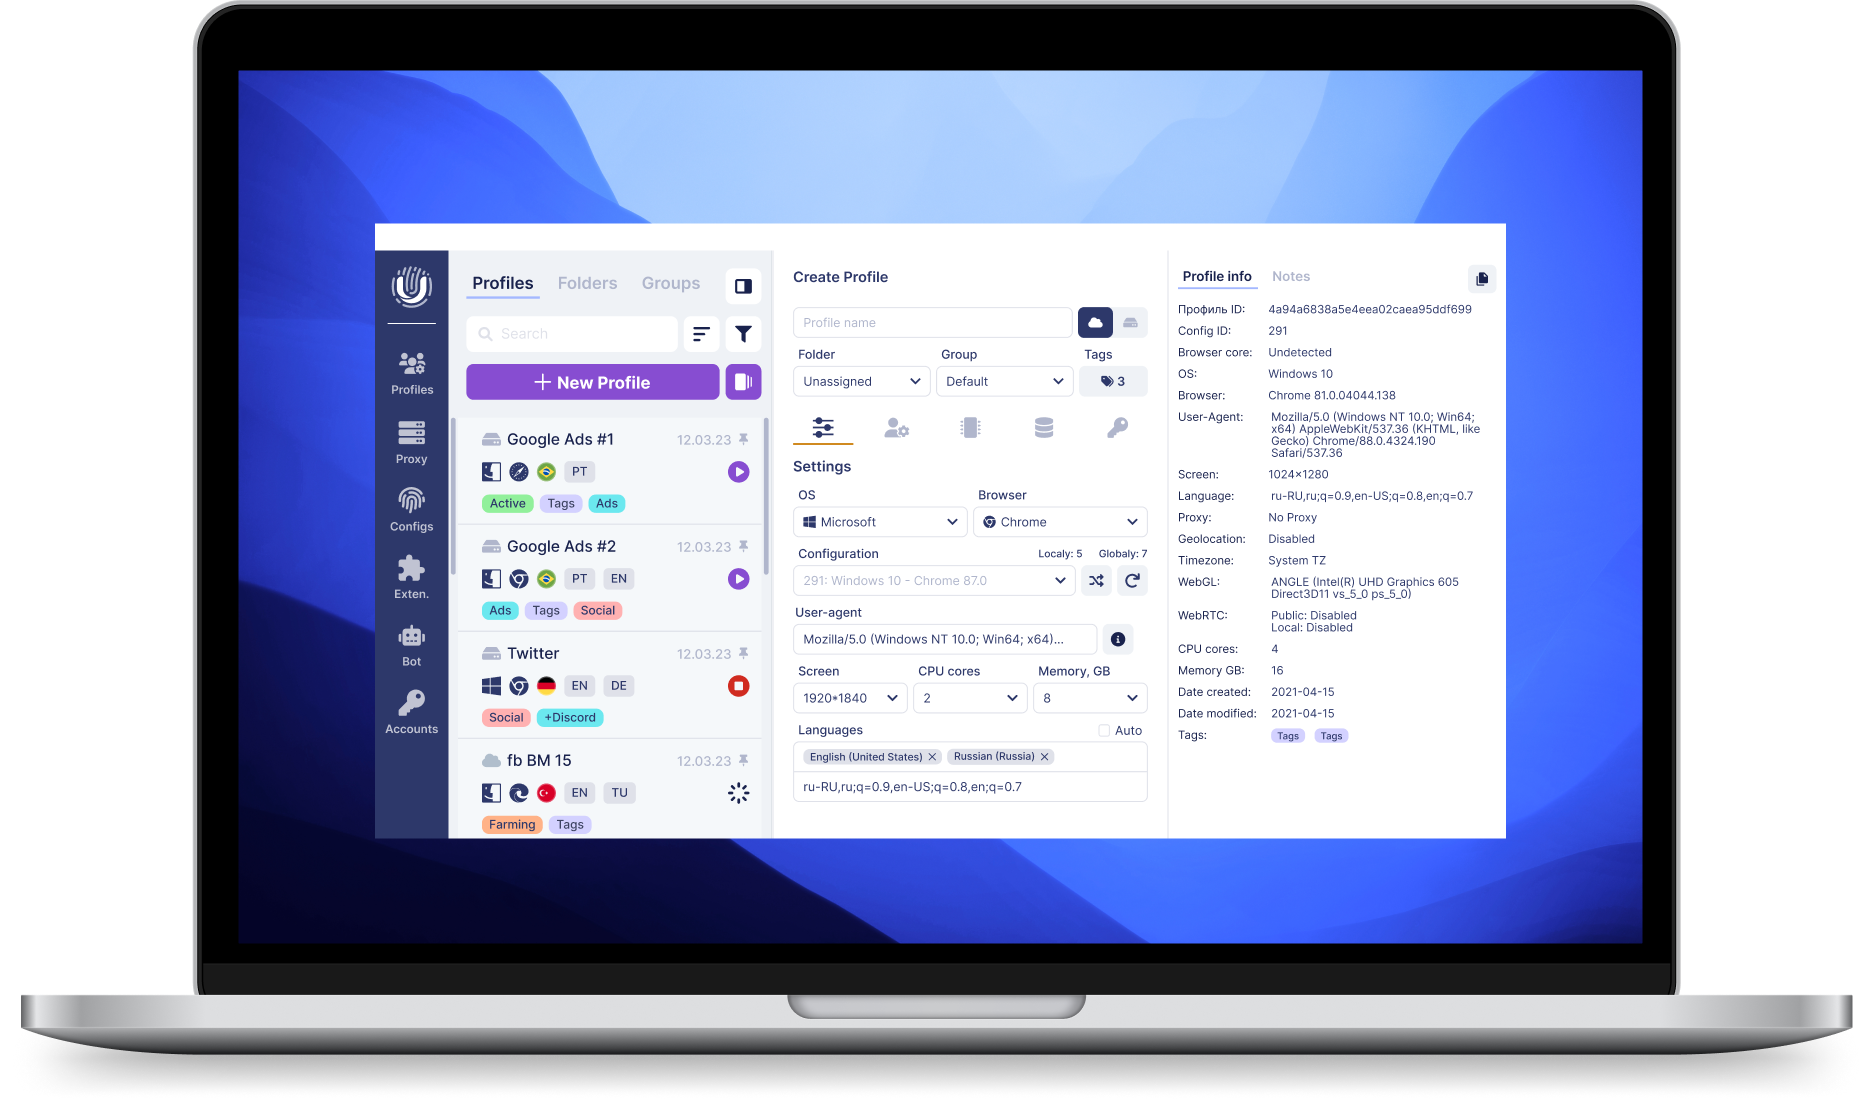 Profiles
Proxy
Configs
Exten.
Bot
Accounts
Profiles Folders Groups
Search
+ New Profile
Google Ads #1 12.03.23
PT
Active Tags Ads
Google Ads #2 12.03.23
PT EN
Ads Tags Social
Twitter 12.03.23
EN DE
Social +Discord
fb BM 15 12.03.23
EN TU
Farming Tags
Create Profile
Profile name
Folder Group Tags
Unassigned Default 3
Settings
OS Browser
Microsoft Chrome
Configuration Localy: 5 Globaly: 7
291: Windows 10 - Chrome 87.0
User-agent
Mozilla/5.0 (Windows NT 10.0; Win64; x64)...
Screen CPU cores Memory, GB
1920*1840 2 8
Languages Auto
English (United States) Russian (Russia)
ru-RU,ru;q=0.9,en-US;q=0.8,en;q=0.7
Profile info Notes
Профиль ID: 4a94a6838a5e4eea02caea95ddf699
Config ID: 291
Browser core: Undetected
OS: Windows 10
Browser: Chrome 81.0.04044.138
User-Agent: Mozilla/5.0 (Windows NT 10.0; Win64;
x64) AppleWebKit/537.36 (KHTML, like
Gecko) Chrome/88.0.4324.190
Safari/537.36
Screen: 1024×1280
Language: ru-RU,ru;q=0.9,en-US;q=0.8,en;q=0.7
Proxy: No Proxy
Geolocation: Disabled
Timezone: System TZ
WebGL: ANGLE (Intel(R) UHD Graphics 605
Direct3D11 vs_5_0 ps_5_0)
WebRTC: Public: Disabled
Local: Disabled
CPU cores: 4
Memory GB: 16
Date created: 2021-04-15
Date modified: 2021-04-15
Tags: Tags Tags